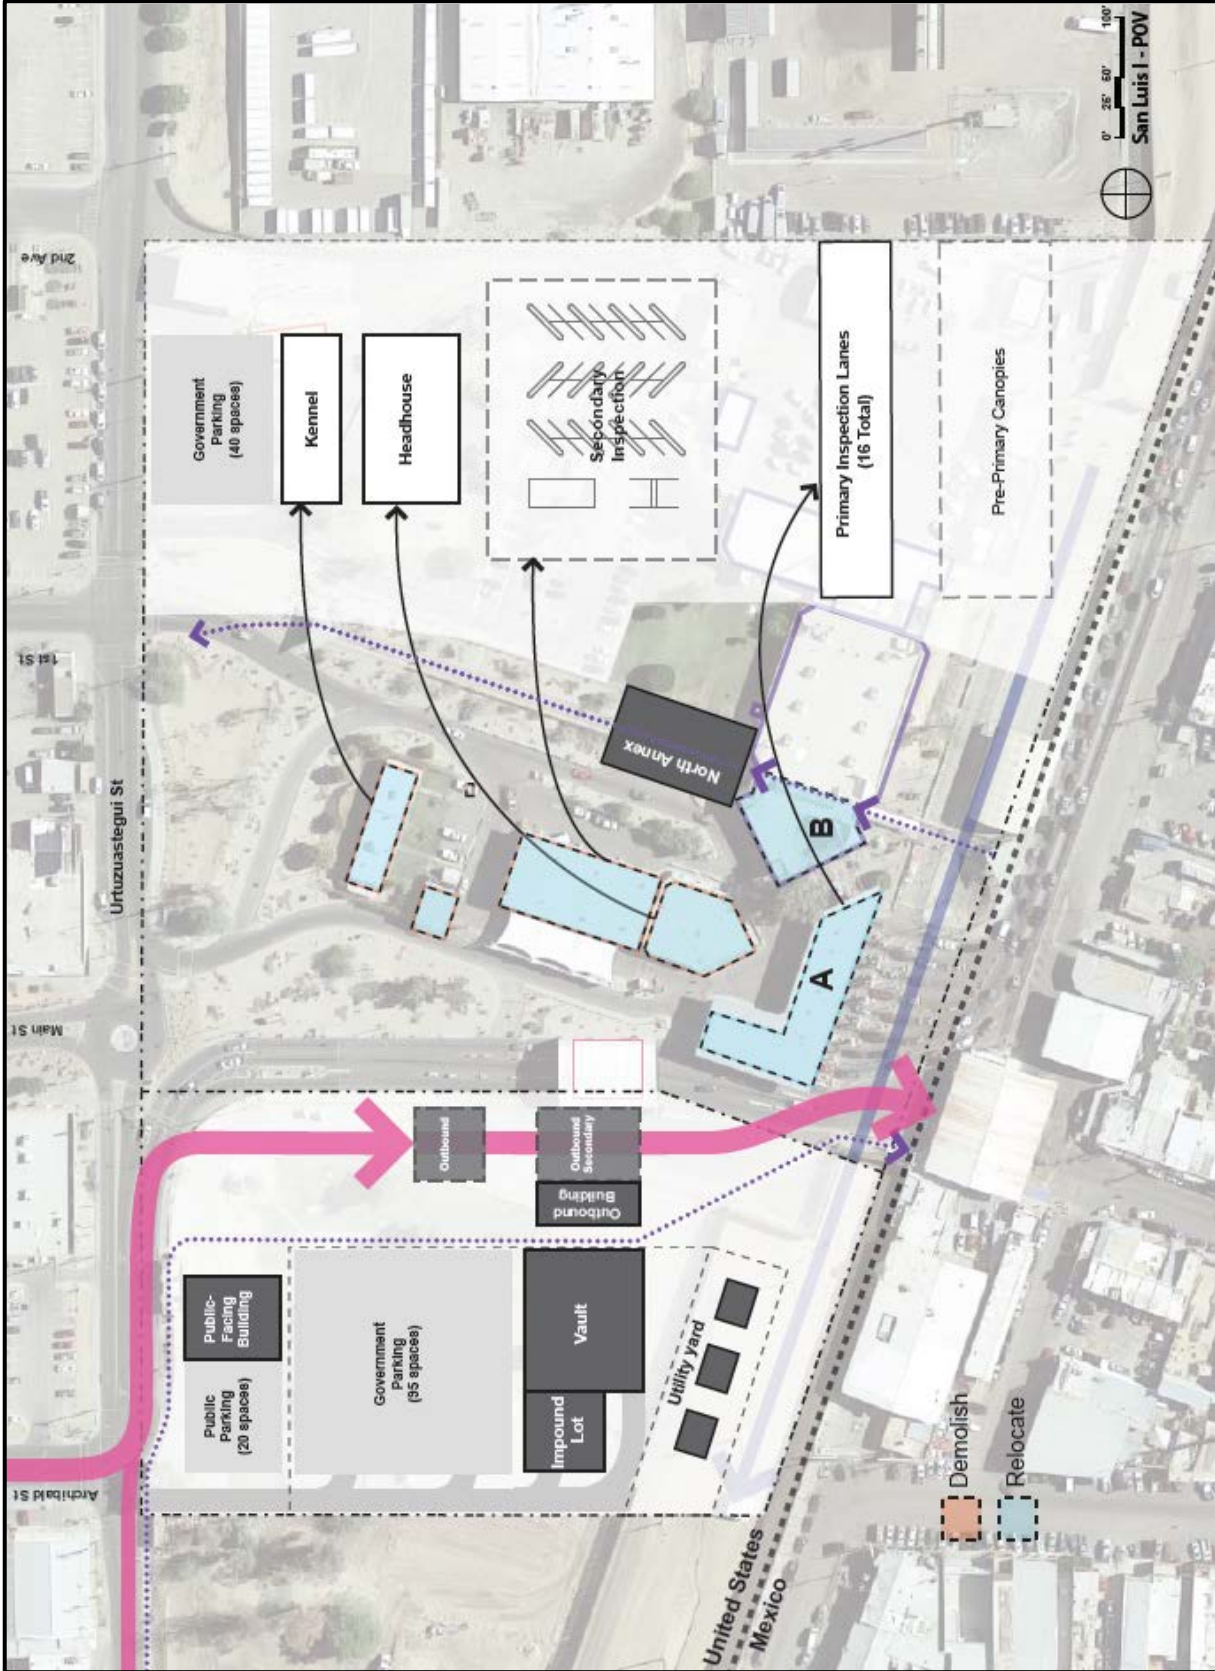 2nd Ave
1st St
Main St
Archibald St
Urtuzuastegui St
Government
Parking
(40 spaces)
Kennel
Headhouse
Secondary
Inspection
Primary Inspection Lanes
(16 Total)
Pre-Primary Canopies
North Annex
B
A
Outbound
Outbound
Secondary
Outbound
Building
Public-
Facing
Building
Public
Parking
(20 spaces)
Government
Parking
(95 spaces)
Vault
Impound
Lot
Utility yard
United States
Mexico
Demolish
Relocate
0' 26' 60' 100'
San Luis I - POV